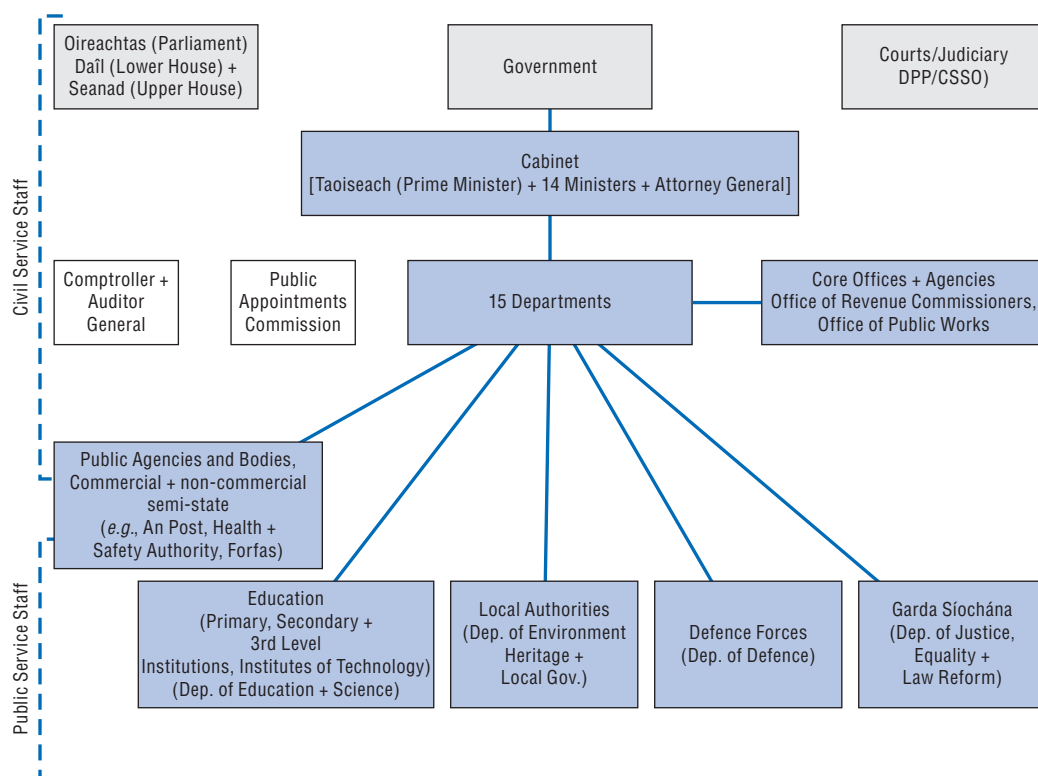 Oireachtas (Parliament)
Daîl (Lower House) +
Seanad (Upper House)
Government
Courts/Judiciary
DPP/CSSO)
Cabinet
[Taoiseach (Prime Minister) + 14 Ministers + Attorney General]
Civil Service Staff
Comptroller +
Auditor
General
Public
Appointments
Commission
15 Departments
Core Offices + Agencies
Office of Revenue Commissioners,
Office of Public Works
Public Agencies and Bodies,
Commercial + non-commercial
semi-state
(e.g., An Post, Health +
Safety Authority, Forfas)
Public Service Staff
Education
(Primary, Secondary +
3rd Level
Institutions, Institutes of Technology)
(Dep. of Education + Science)
Local Authorities
(Dep. of Environment
Heritage +
Local Gov.)
Defence Forces
(Dep. of Defence)
Garda Síochána
(Dep. of Justice,
Equality +
Law Reform)